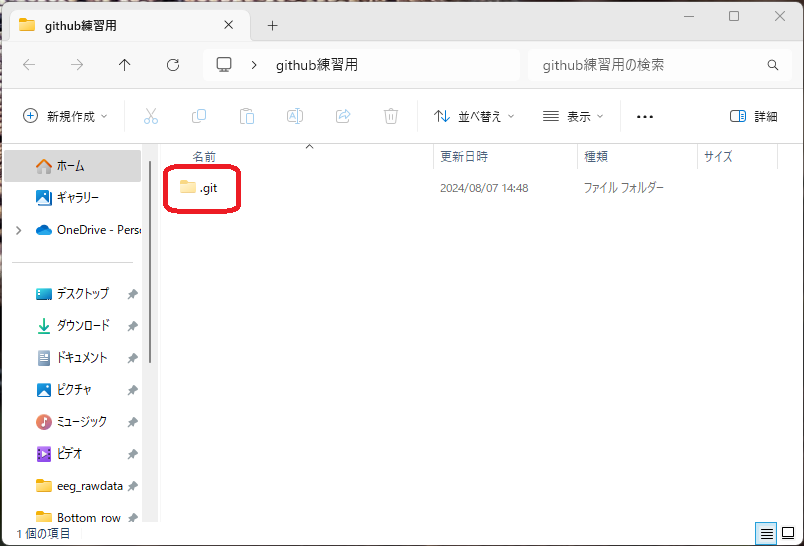 github練習用
github練習用
github練習用の検索
新規作成
並べ替え
表示
詳細
名前
更新日時
種類
サイズ
.git
2024/08/07 14:48
ファイル フォルダー
ホーム
ギャラリー
OneDrive - Perso
デスクトップ
ダウンロード
ドキュメント
ピクチャ
ミュージック
ビデオ
eeg_rawdata
Bottom_row
1 個の項目